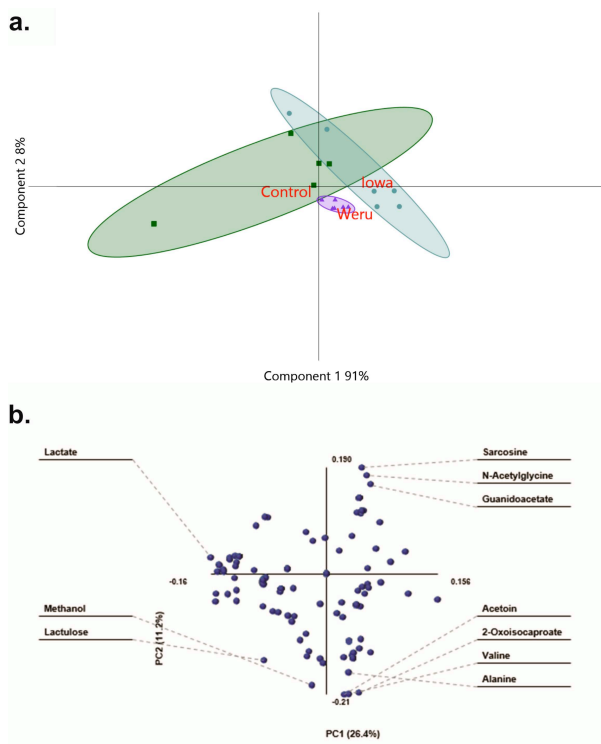 a.
Component 2 8%
Control
Iowa
Weru
Component 1 91%
b.
Lactate
0.190
Sarcosine
N-Acetylglycine
Guanidoacetate
-0.16
0.156
Methanol
Lactulose
PC2 (11.2%)
Acetoin
2-Oxoisocaproate
Valine
Alanine
-0.21
PC1 (26.4%)